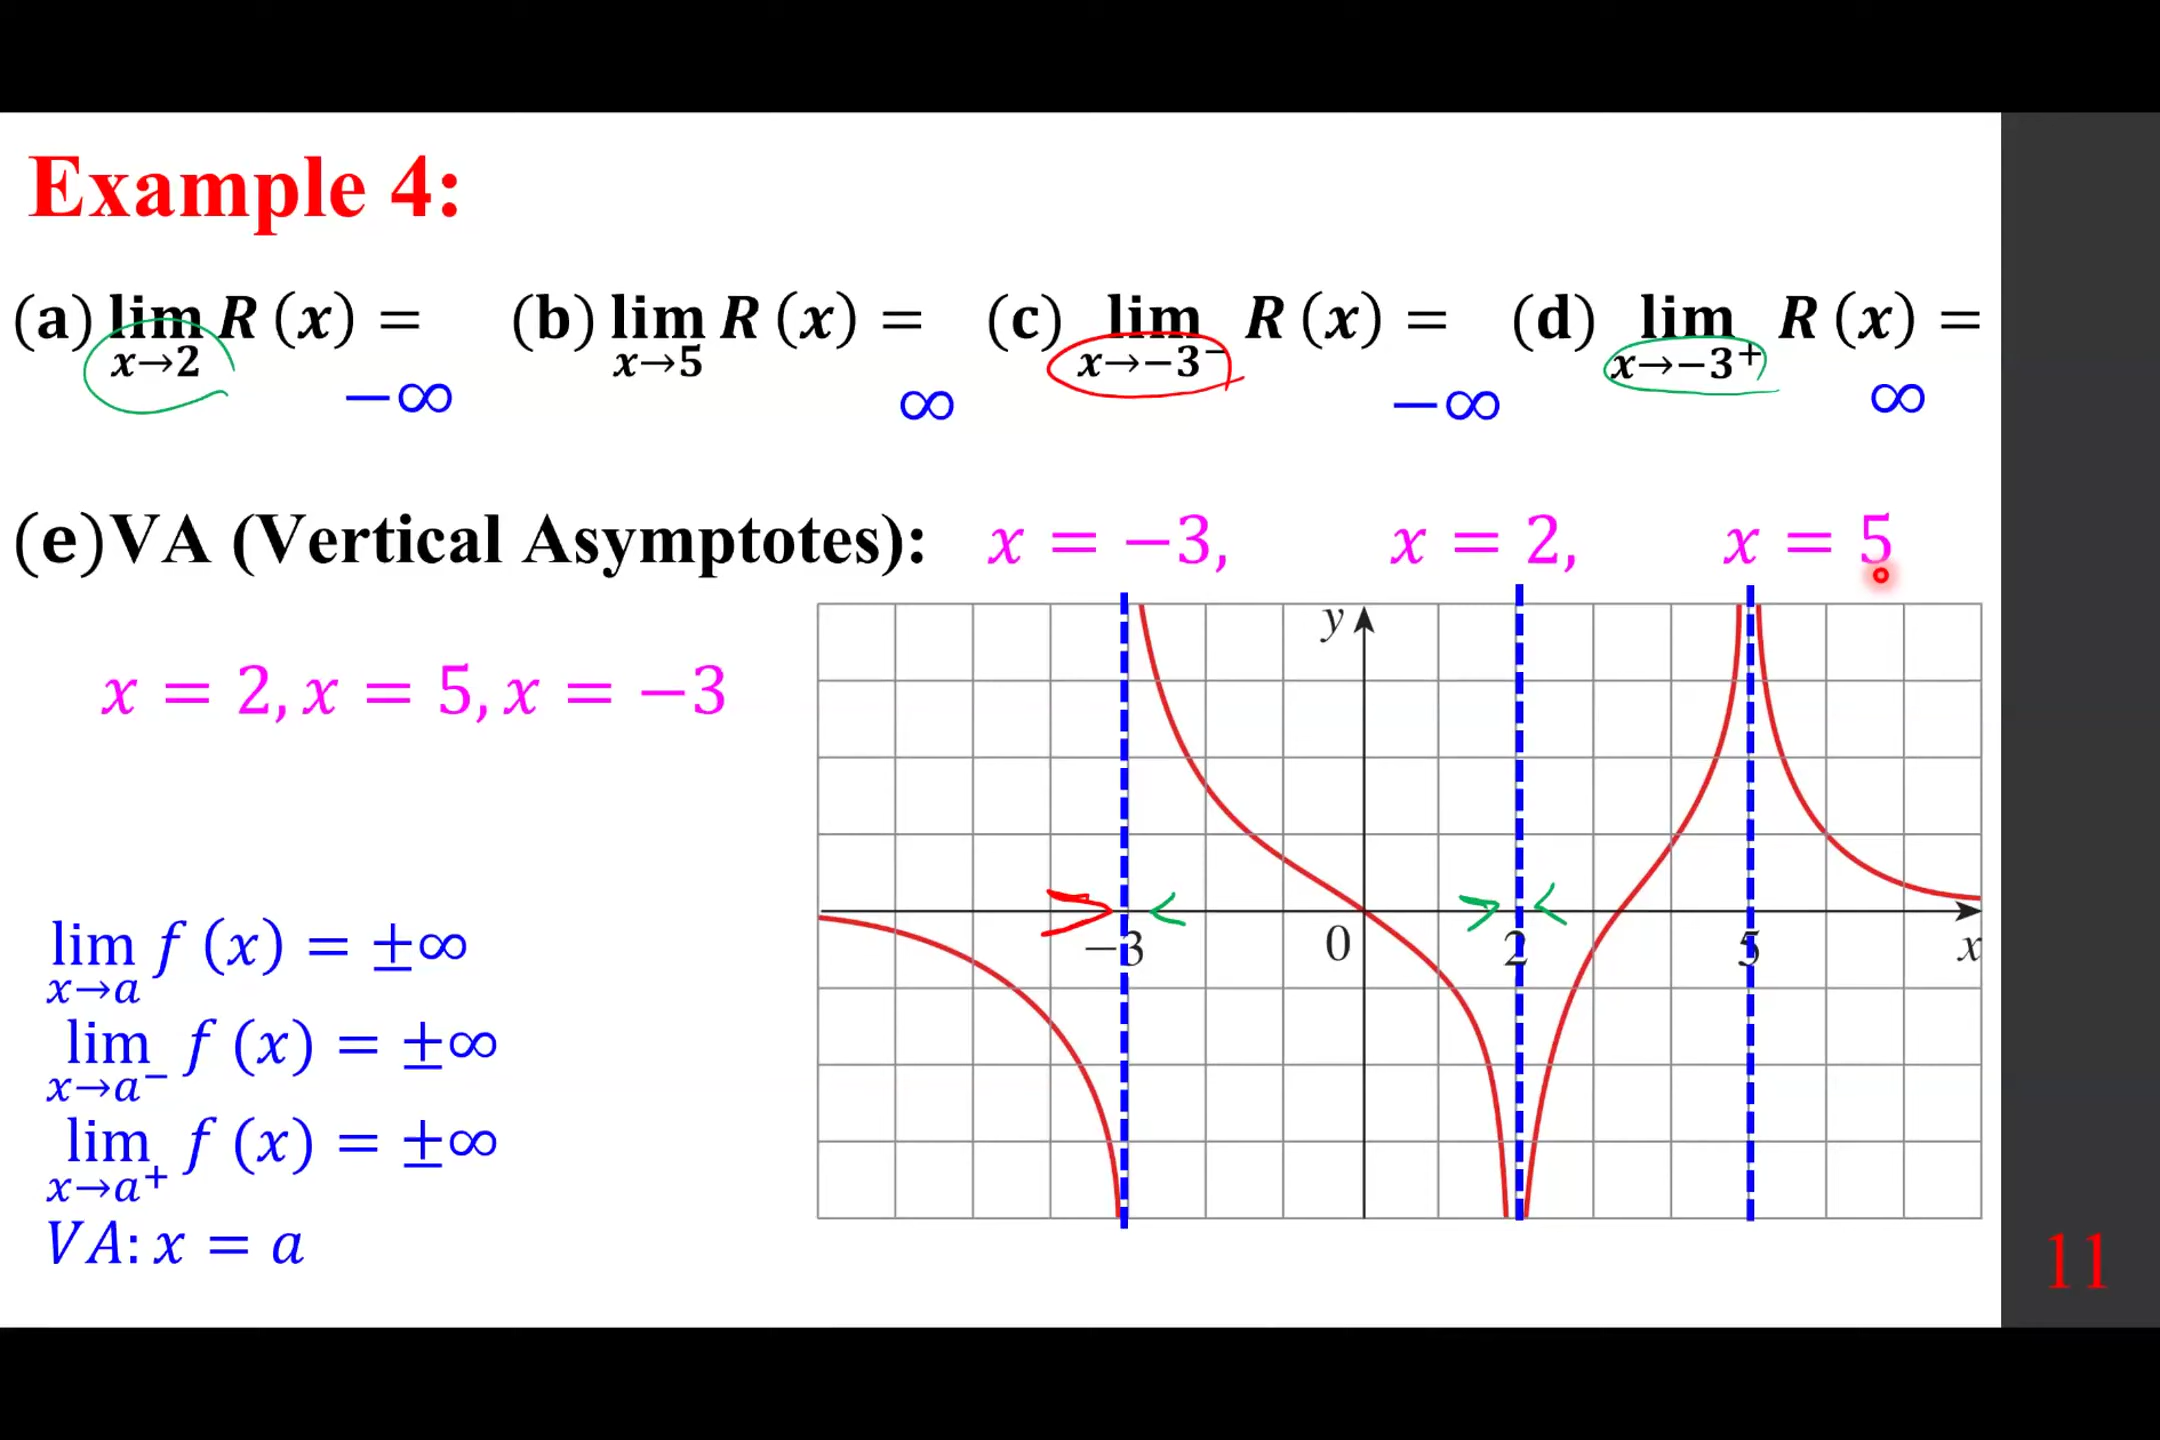 Example 4:
(a) lim x→2 R (x) = −∞ (b) lim x→5 R (x) = ∞ (c) lim x→−3⁻ R (x) = −∞ (d) lim x→−3⁺ R (x) = ∞
(e) VA (Vertical Asymptotes): x = −3, x = 2, x = 5
x = 2, x = 5, x = −3
y
−3 0 2 5 x
lim x→a f (x) = ±∞
lim x→a⁻ f (x) = ±∞
lim x→a⁺ f (x) = ±∞
VA: x = a
11